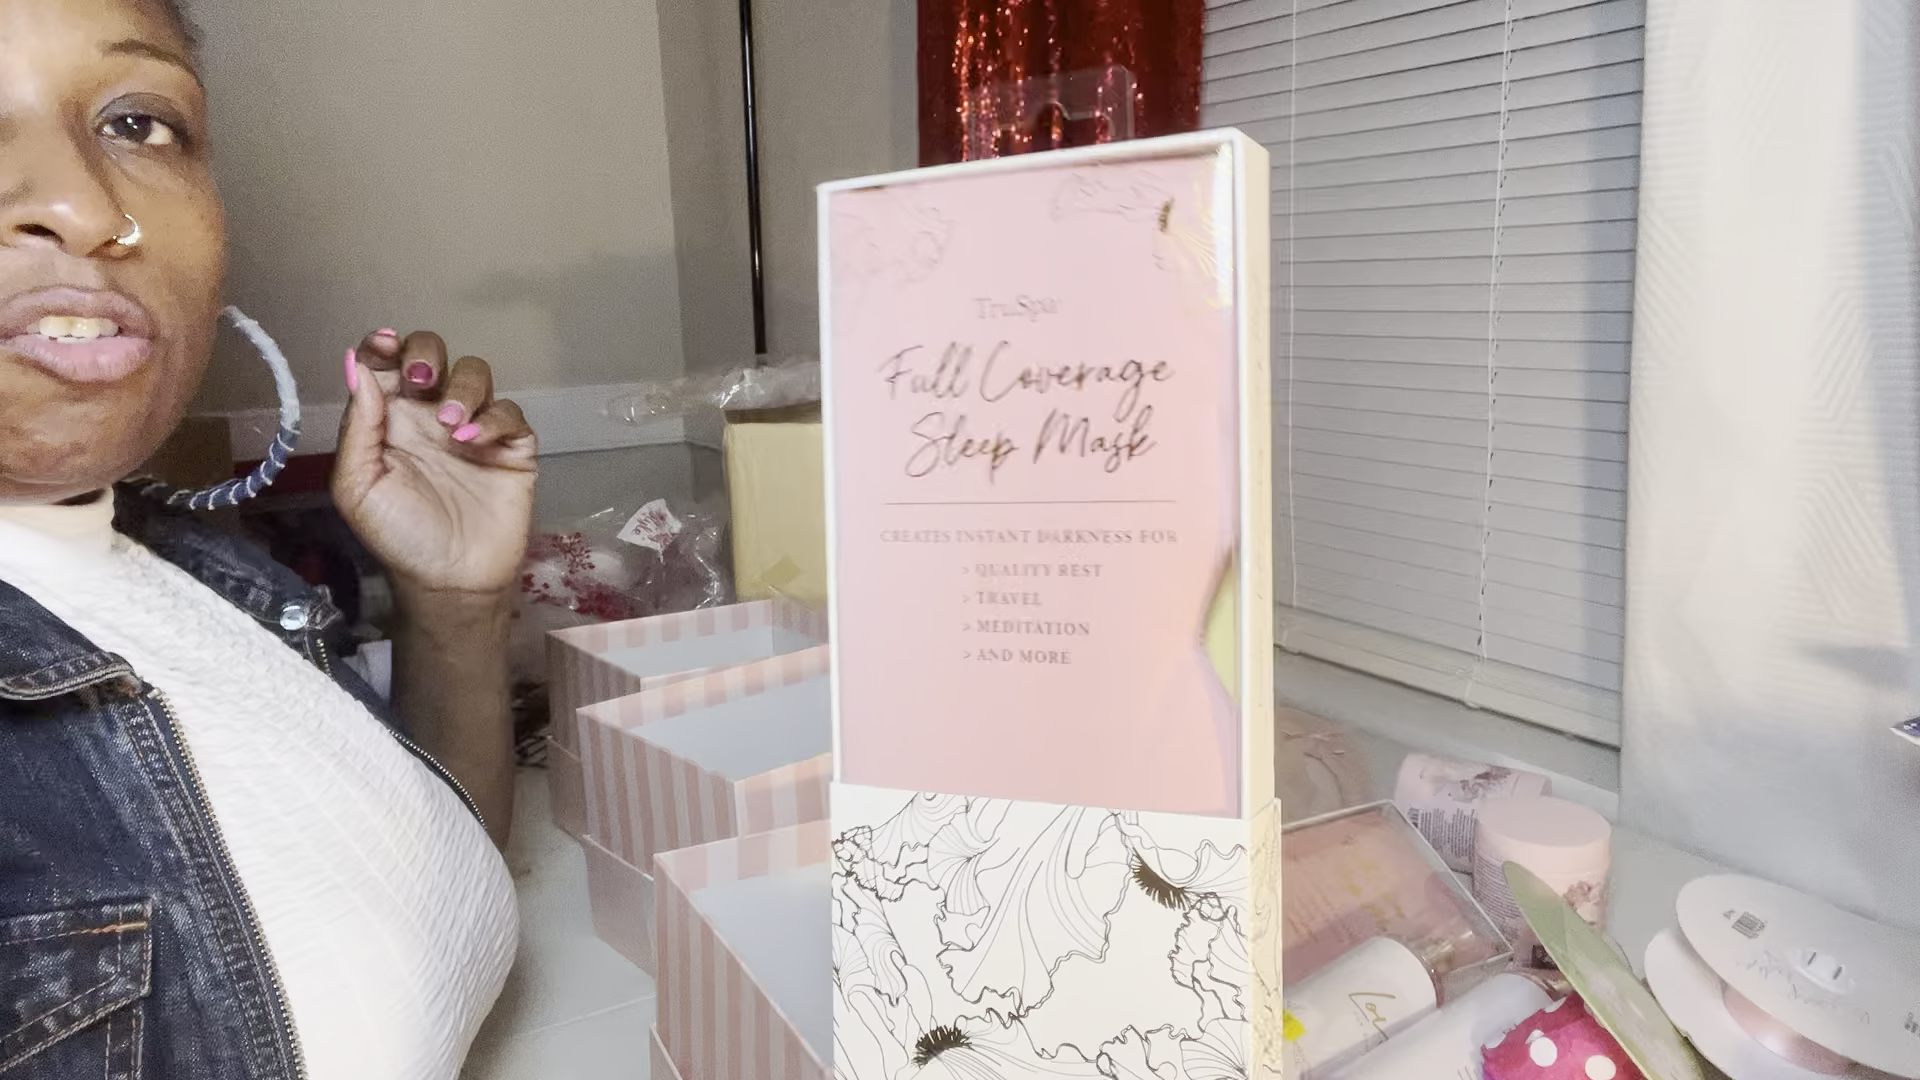 TruSpa
Full Coverage
Sleep Mask
CREATES INSTANT DARKNESS FOR
> QUALITY REST
> TRAVEL
> MEDITATION
> AND MORE